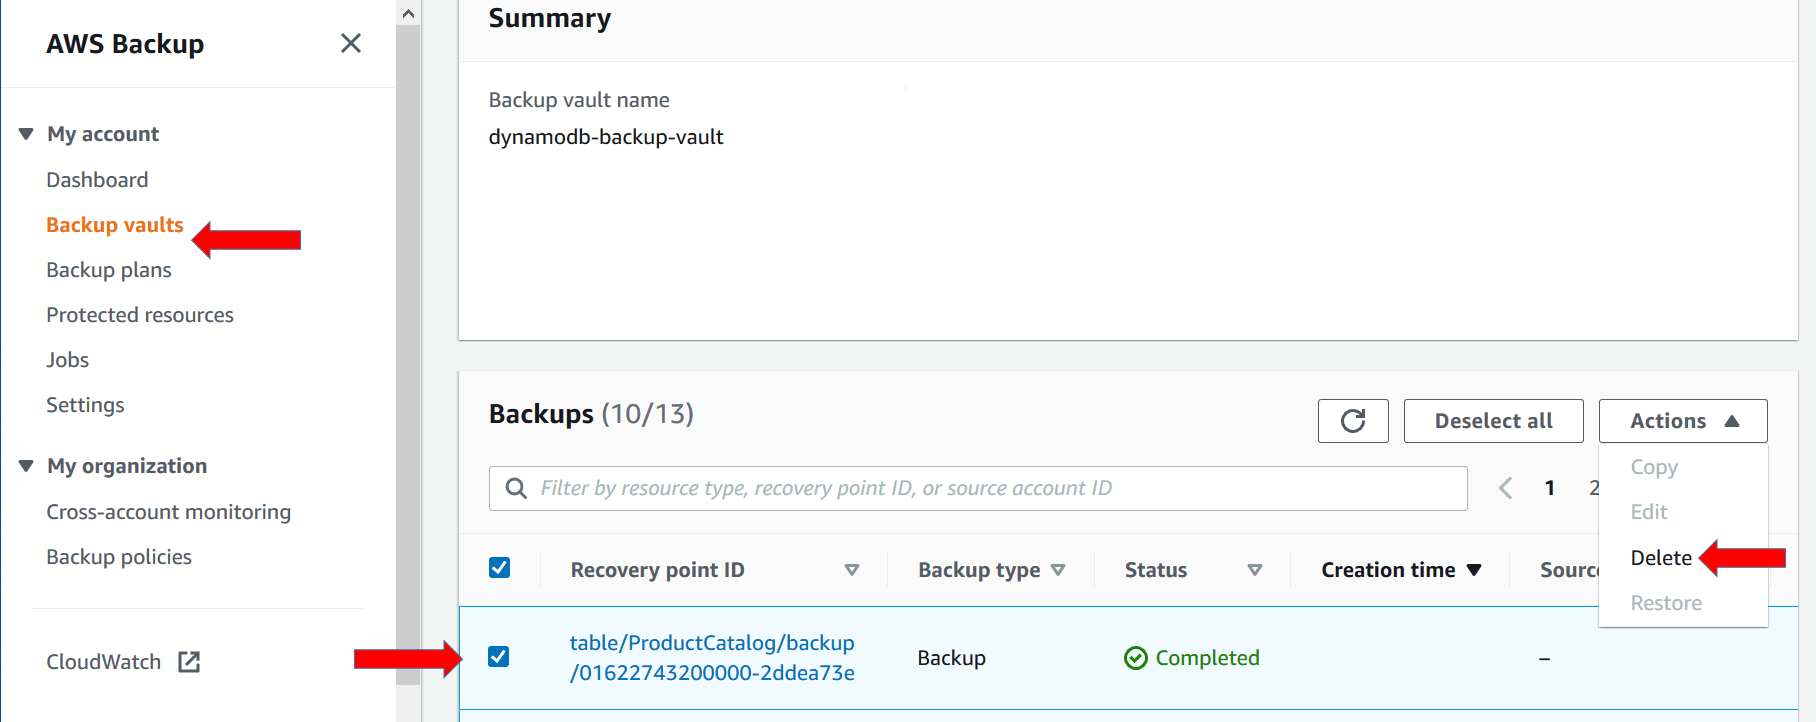 AWS Backup
My account
Dashboard
Backup vaults
Backup plans
Protected resources
Jobs
Settings
My organization
Cross-account monitoring
Backup policies
CloudWatch
Summary
Backup vault name
dynamodb-backup-vault
Backups (10/13)
Deselect all
Actions
Filter by resource type, recovery point ID, or source account ID
1 2
Copy
Edit
Delete
Restore
Recovery point ID Backup type Status Creation time Sourc
table/ProductCatalog/backup
/01622743200000-2ddea73e
Backup
Completed
–